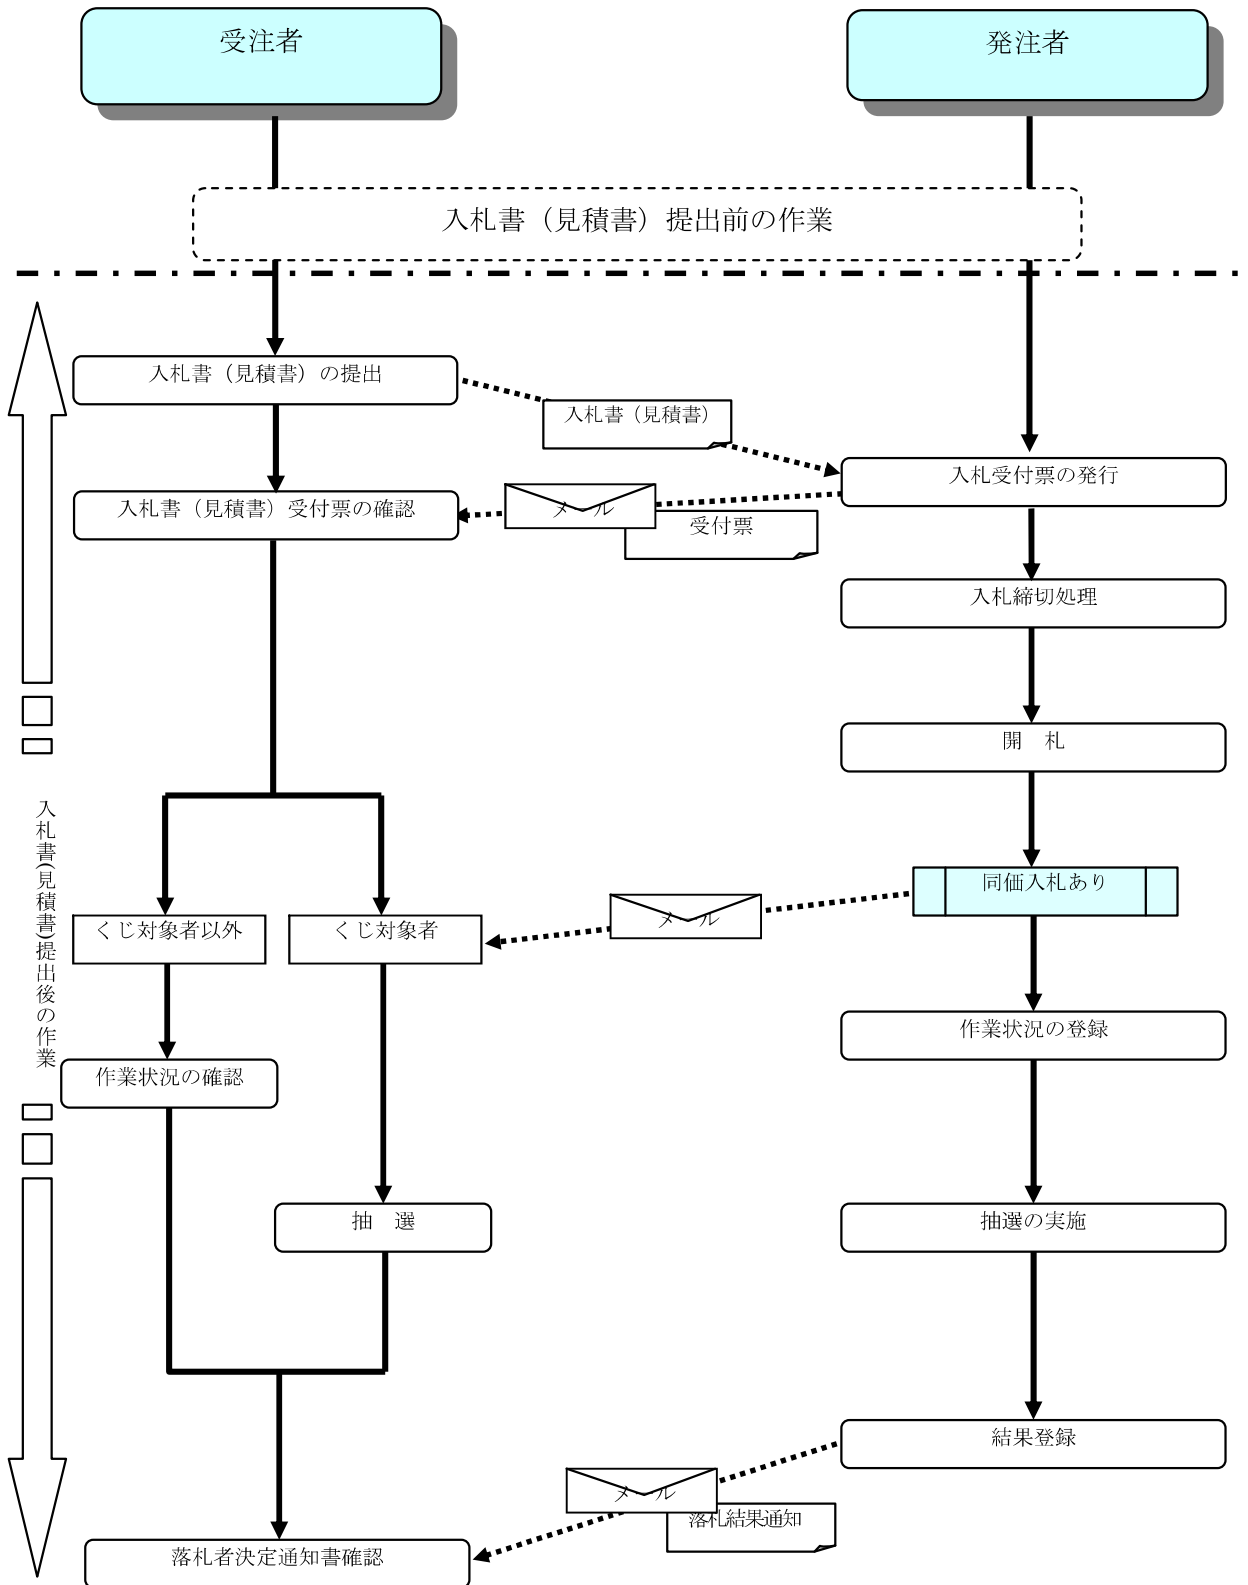 受注者
発注者
入札書（見積書）提出前の作業
入札書（見積書）の提出
入札書（見積書）
入札受付票の発行
入札書（見積書）受付票の確認
メール
受付票
入札締切処理
開　札
入札書(見積書)提出後の作業
同価入札あり
メール
くじ対象者以外
くじ対象者
作業状況の登録
作業状況の確認
抽　選
抽選の実施
結果登録
メール
落札結果通知
落札者決定通知書確認